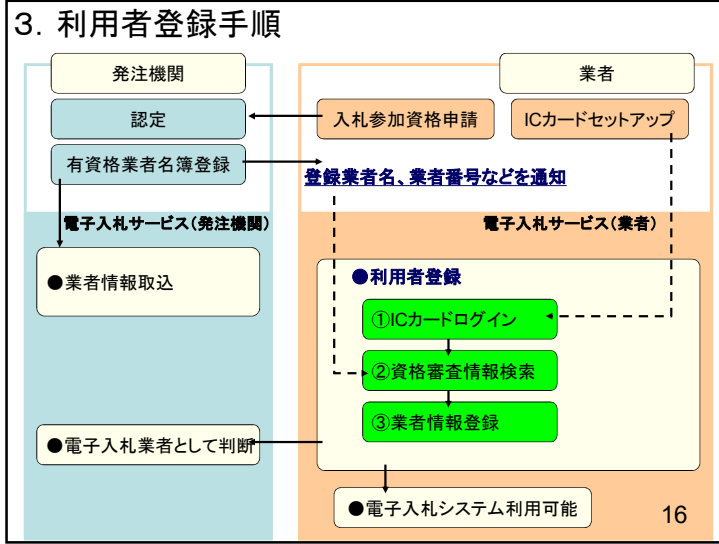 3．利用者登録手順
発注機関
業者
認定
入札参加資格申請
ICカードセットアップ
有資格業者名簿登録
登録業者名、業者番号などを通知
電子入札サービス(発注機関)
電子入札サービス(業者)
●業者情報取込
●利用者登録
①ICカードログイン
②資格審査情報検索
③業者情報登録
●電子入札業者として判断
●電子入札システム利用可能
16